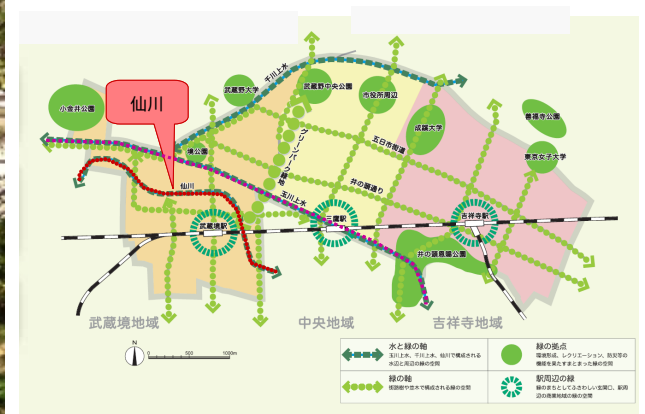 千川上水
武蔵野大学
武蔵野中央公園
市役所周辺
小金井公園
仙川
境公園
成蹊大学
善福寺公園
東京女子大学
五日市街道
グリーンパーク緑地
井の頭通り
仙川
玉川上水
武蔵境駅
三鷹駅
吉祥寺駅
井の頭恩賜公園
武蔵境地域
中央地域
吉祥寺地域
N
0 500 1000m
水と緑の軸
玉川上水、千川上水、仙川で構成される
水辺と周辺の緑の空間
緑の拠点
環境形成、レクリエーション、防災等の
機能を果たすまとまった緑の空間
緑の軸
街路樹や並木で構成される緑の空間
駅周辺の緑
緑のまちとしてふさわしい玄関口、駅周
辺の商業地域の緑の空間